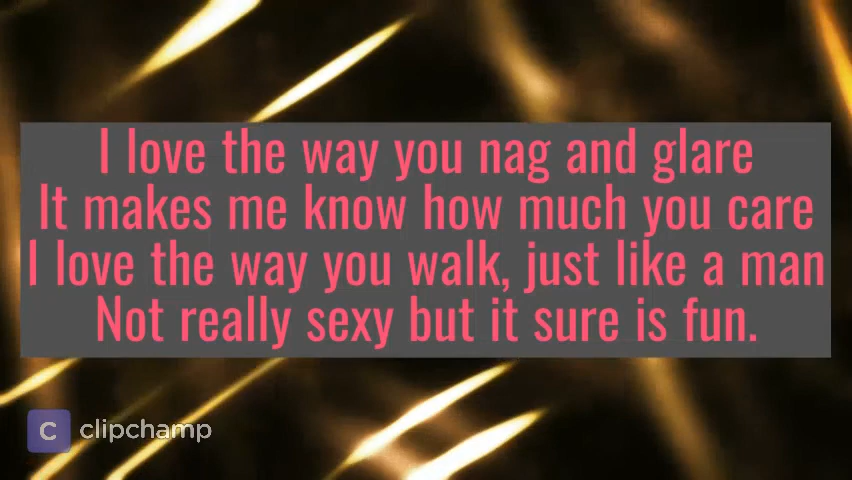 I love the way you nag and glare
It makes me know how much you care
I love the way you walk, just like a man
Not really sexy but it sure is fun.
C clipchamp